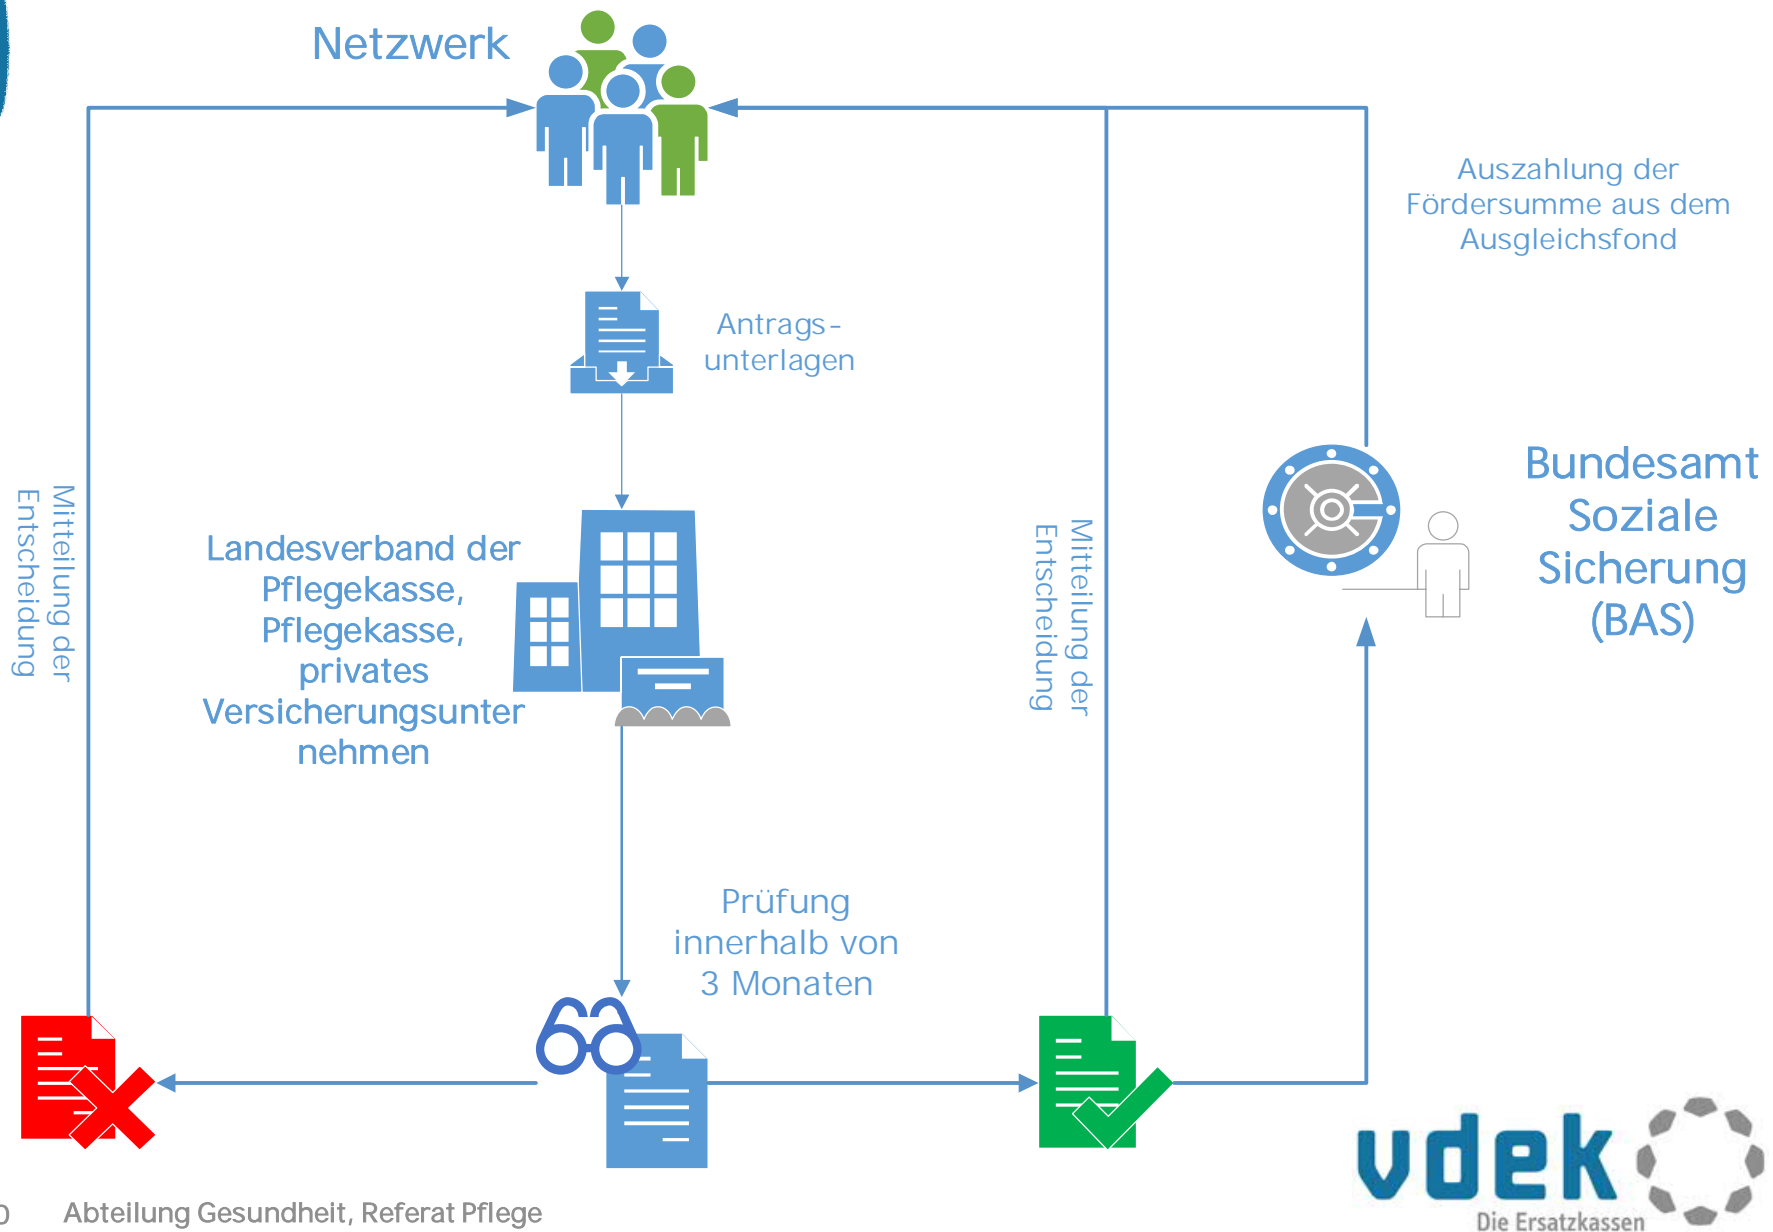 Netzwerk
Auszahlung der
Fördersumme aus dem
Ausgleichsfond
Antrags-
unterlagen
Bundesamt
Soziale
Sicherung
(BAS)
Mitteilung der
Entscheidung
Landesverband der
Pflegekasse,
Pflegekasse,
privates
Versicherungsunter
nehmen
Mitteilung der
Entscheidung
Prüfung
innerhalb von
3 Monaten
vdek
Die Ersatzkassen
0 Abteilung Gesundheit, Referat Pflege